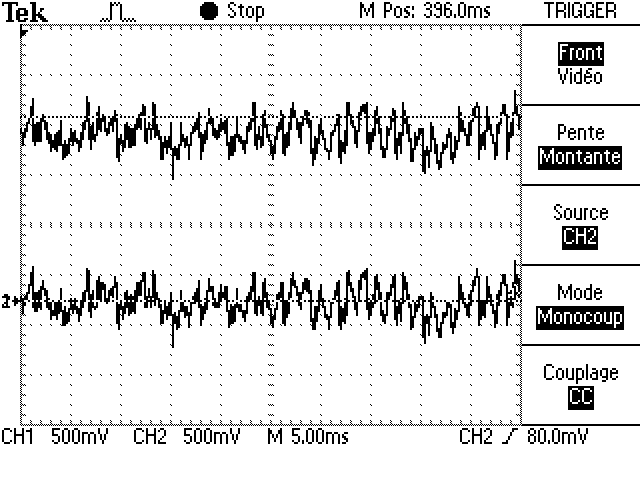 Tek Stop M Pos: 396.0ms TRIGGER
Front
Vidéo
Pente
Montante
Source
CH2
2
Mode
Monocoup
Couplage
CC
CH1 500mV CH2 500mV M 5.00ms CH2 80.0mV